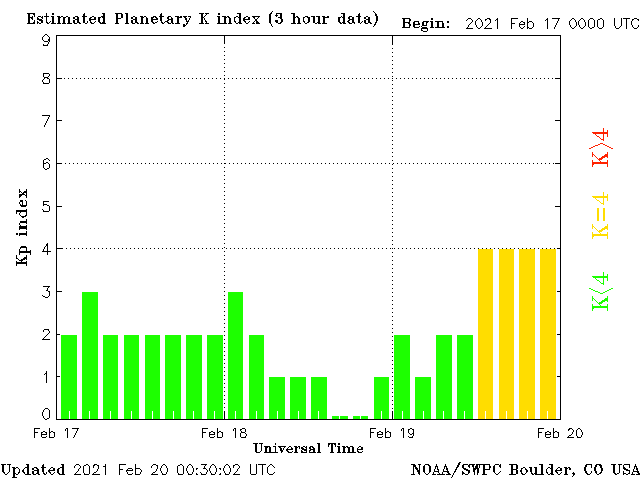 Estimated Planetary K index (3 hour data) Begin: 2021 Feb 17 0000 UTC
9
8
7
6
5
4
3
2
1
0
Kp index
K>4
K=4
K<4
Feb 17 Feb 18 Feb 19 Feb 20
Universal Time
Updated 2021 Feb 20 00:30:02 UTC NOAA/SWPC Boulder, CO USA